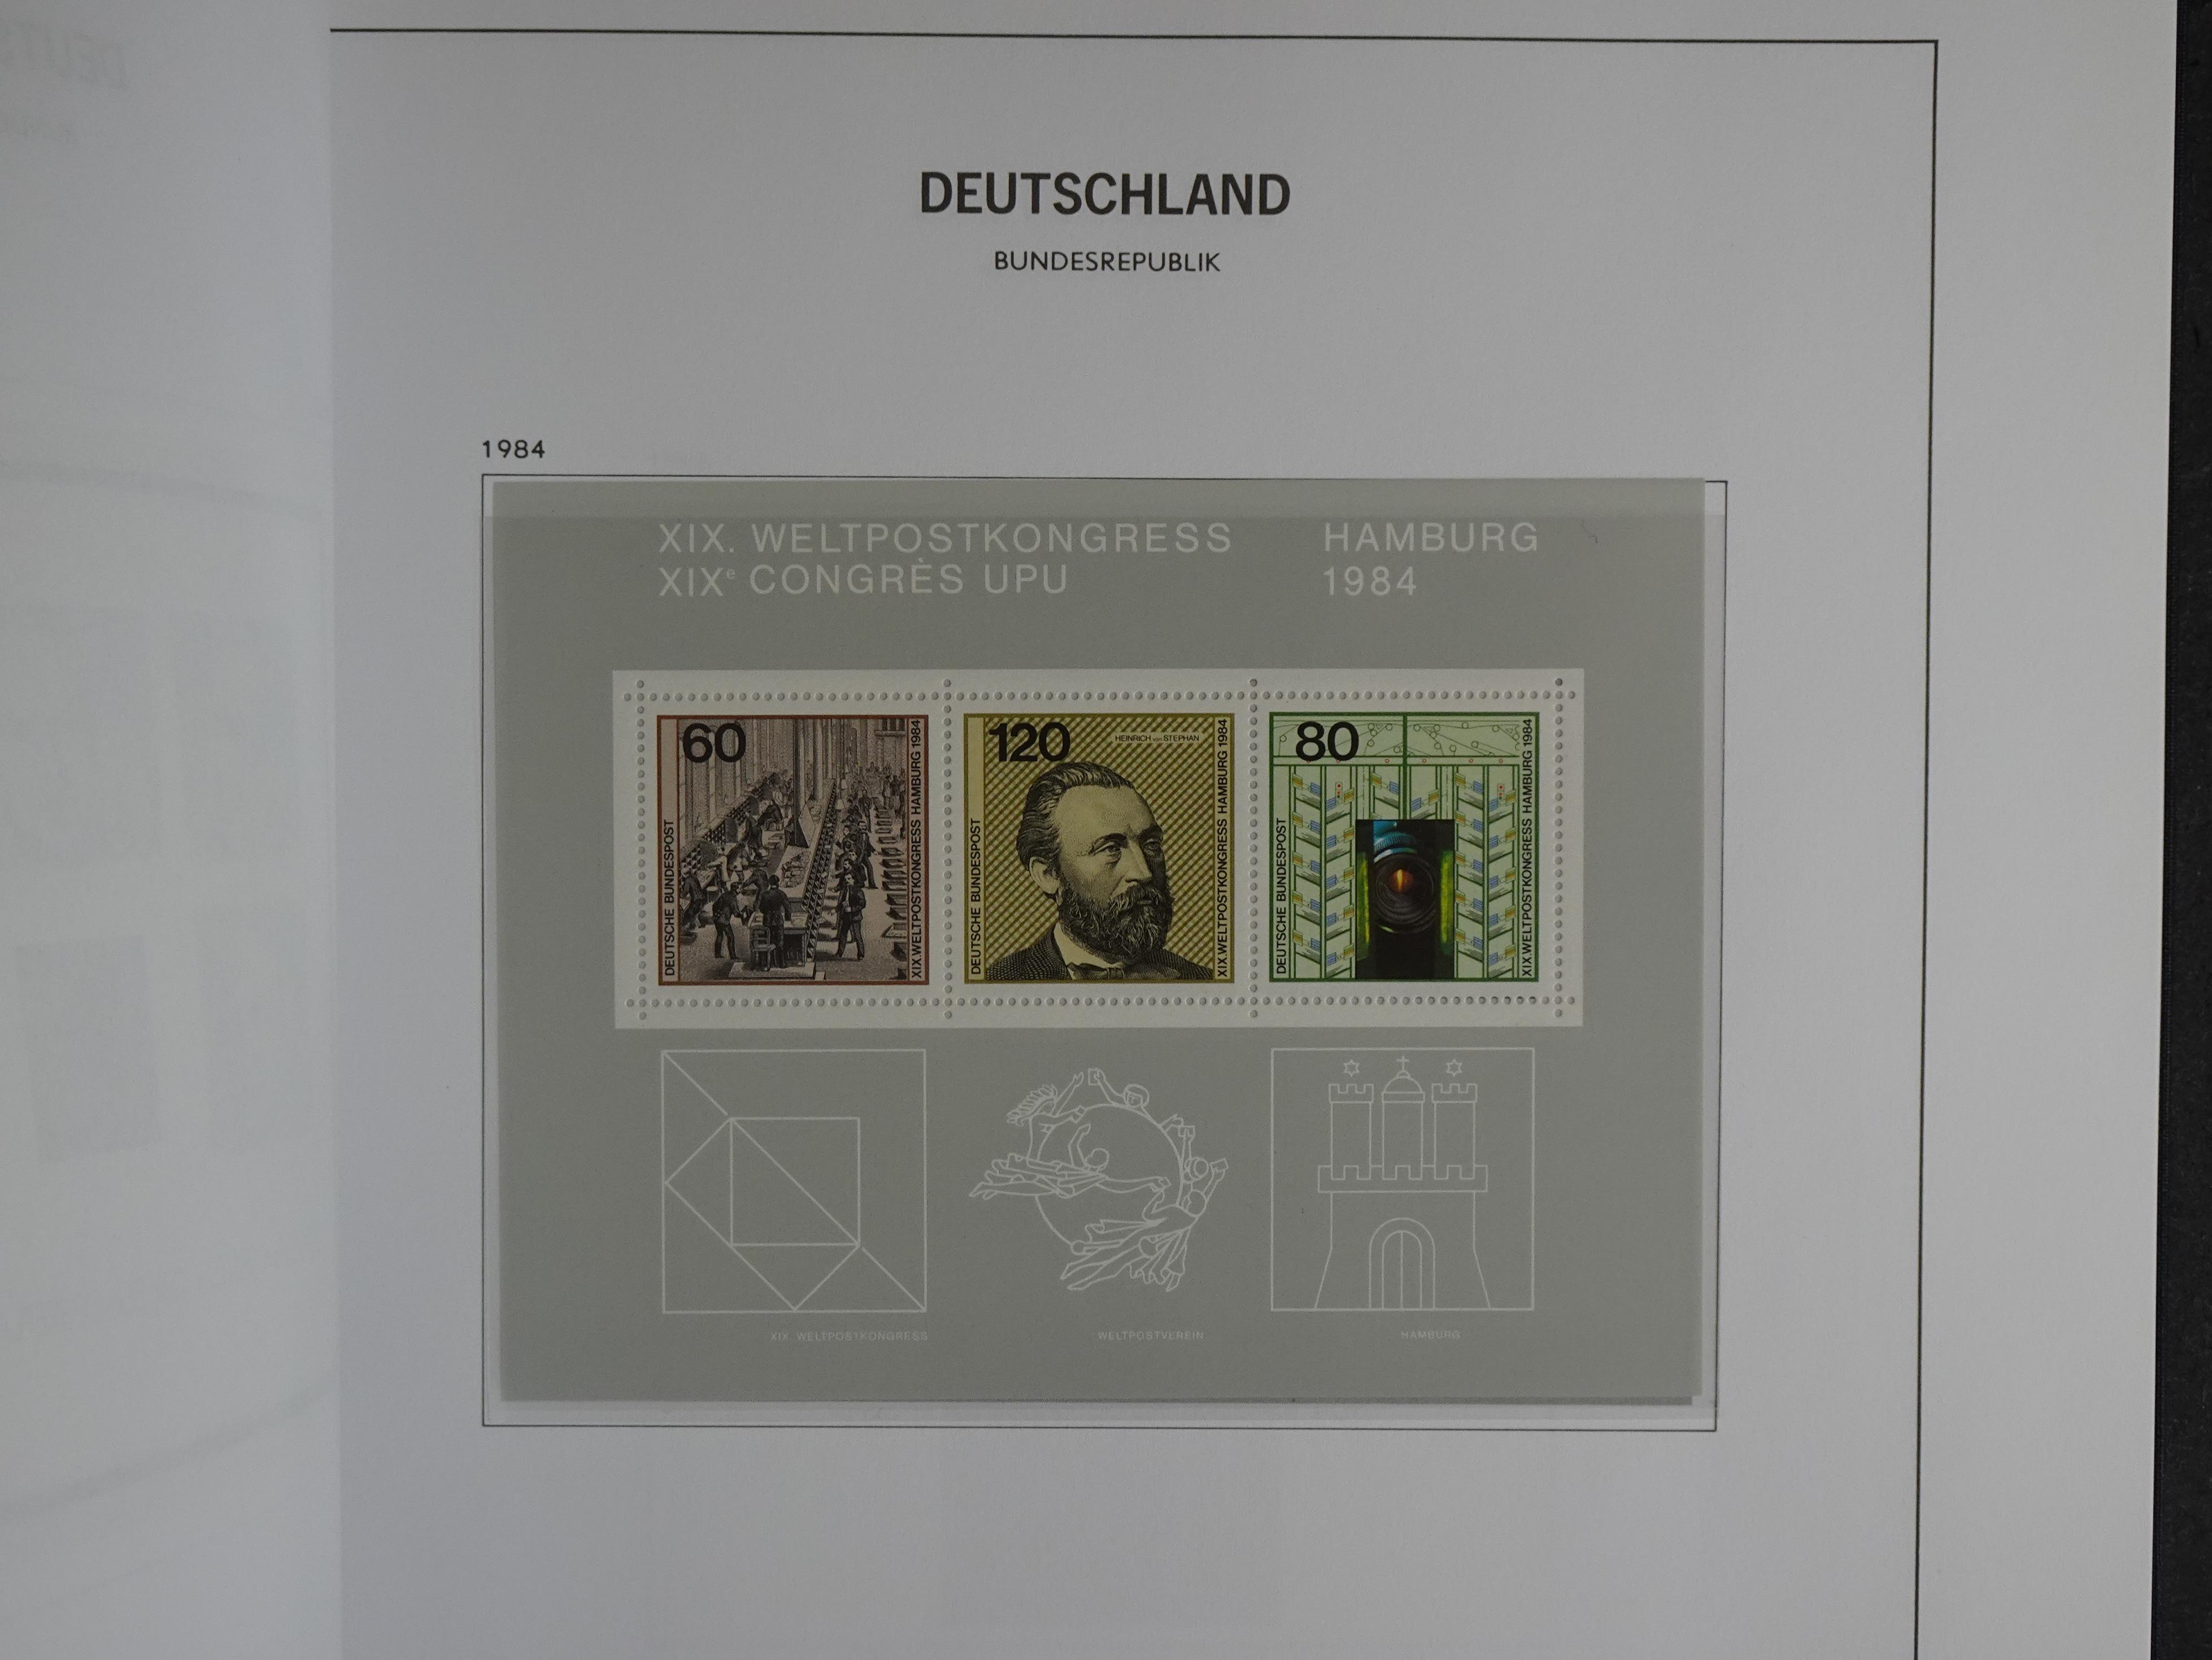 DEUTSCHLAND
BUNDESREPUBLIK
1984
XIX. WELTPOSTKONGRESS HAMBURG
XIXe CONGRÈS UPU 1984
60
DEUTSCHE BUNDESPOST
XIX.WELTPOSTKONGRESS HAMBURG 1984
120
HEINRICH von STEPHAN
DEUTSCHE BUNDESPOST
XIX.WELTPOSTKONGRESS HAMBURG 1984
80
DEUTSCHE BUNDESPOST
XIX.WELTPOSTKONGRESS HAMBURG 1984
XIX. WELTPOSTKONGRESS
WELTPOSTVEREIN
HAMBURG